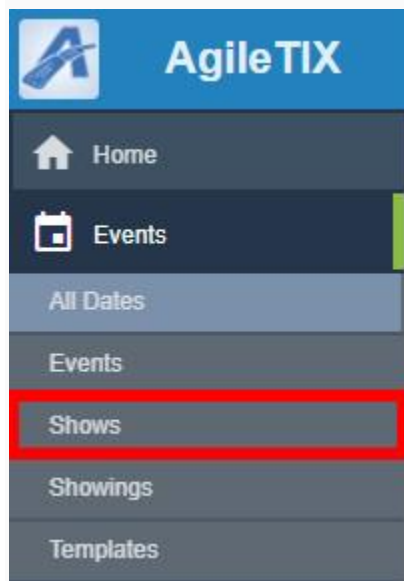 AgileTIX
Home
Events
All Dates
Events
Shows
Showings
Templates